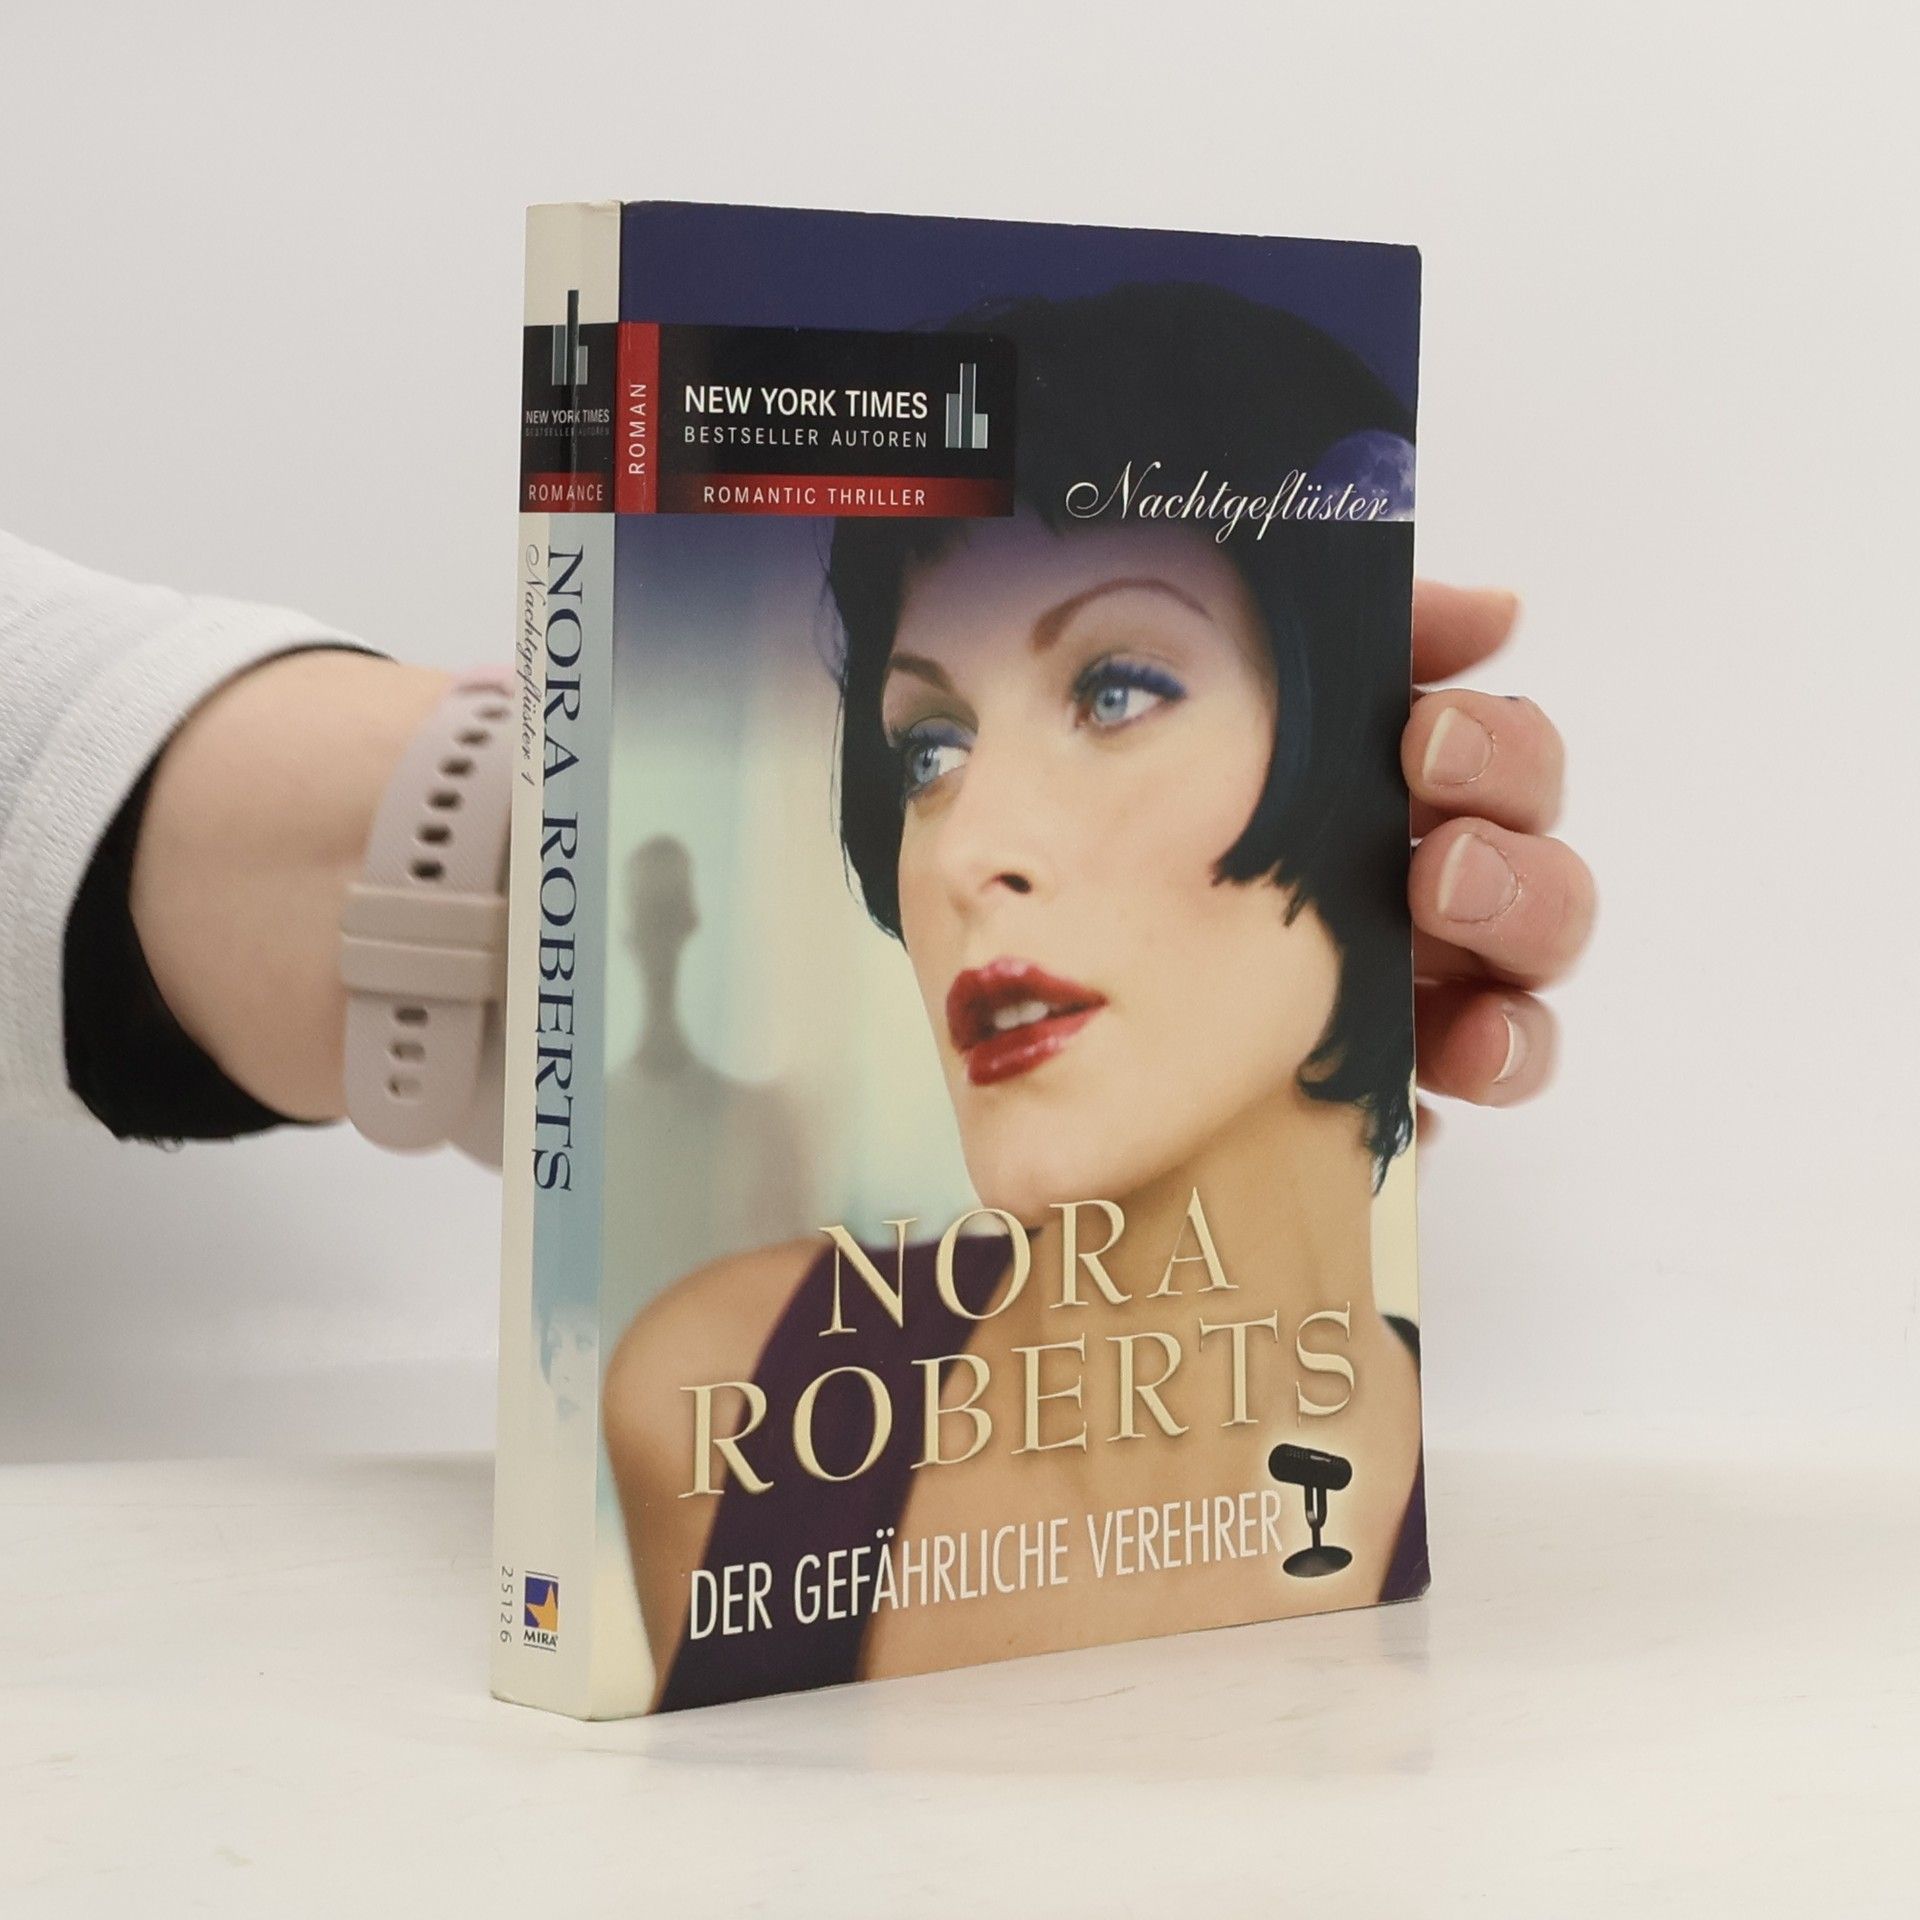 NEW YORK TIMES
BESTSELLER AUTOREN
ROMANCE
NORA ROBERTS
Nachtgeflüster 1
25126
MIRA
ROMAN
NEW YORK TIMES
BESTSELLER AUTOREN
ROMANTIC THRILLER
Nachtgeflüster
NORA
ROBERTS
DER GEFÄHRLICHE VEREHRER